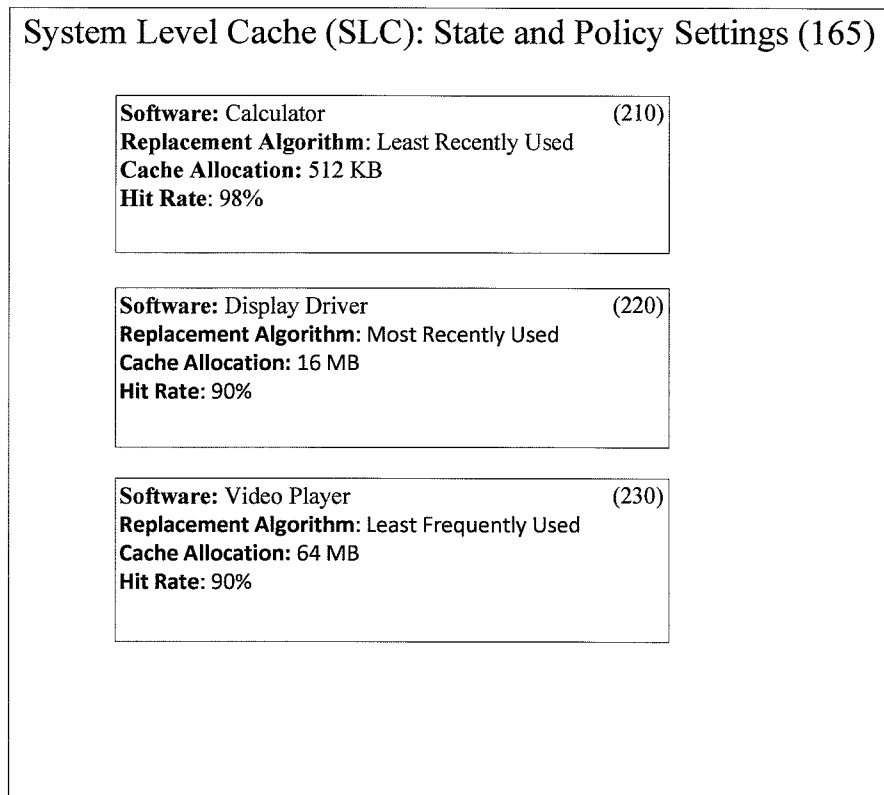 System Level Cache (SLC): State and Policy Settings (165)
Software: Calculator (210)
Replacement Algorithm: Least Recently Used
Cache Allocation: 512 KB
Hit Rate: 98%
Software: Display Driver (220)
Replacement Algorithm: Most Recently Used
Cache Allocation: 16 MB
Hit Rate: 90%
Software: Video Player (230)
Replacement Algorithm: Least Frequently Used
Cache Allocation: 64 MB
Hit Rate: 90%